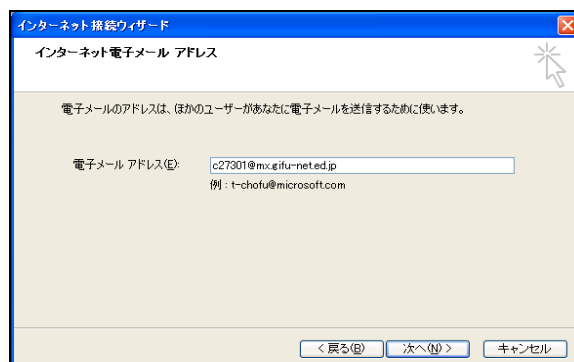 インターネット接続ウィザード
インターネット電子メール アドレス
電子メールのアドレスは、ほかのユーザーがあなたに電子メールを送信するために使います。
電子メール アドレス(E):
c27301@mx.gifu-net.ed.jp
例 : t-chofu@microsoft.com
< 戻る(B) 次へ(N) > キャンセル